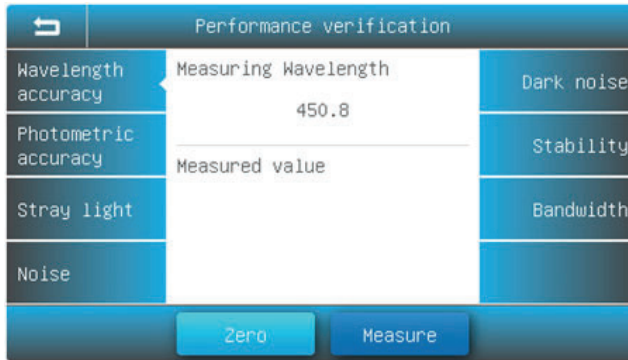 Performance verification
Wavelength
accuracy
Photometric
accuracy
Stray light
Noise
Measuring Wavelength
450.8
Measured value
Dark noise
Stability
Bandwidth
Zero
Measure